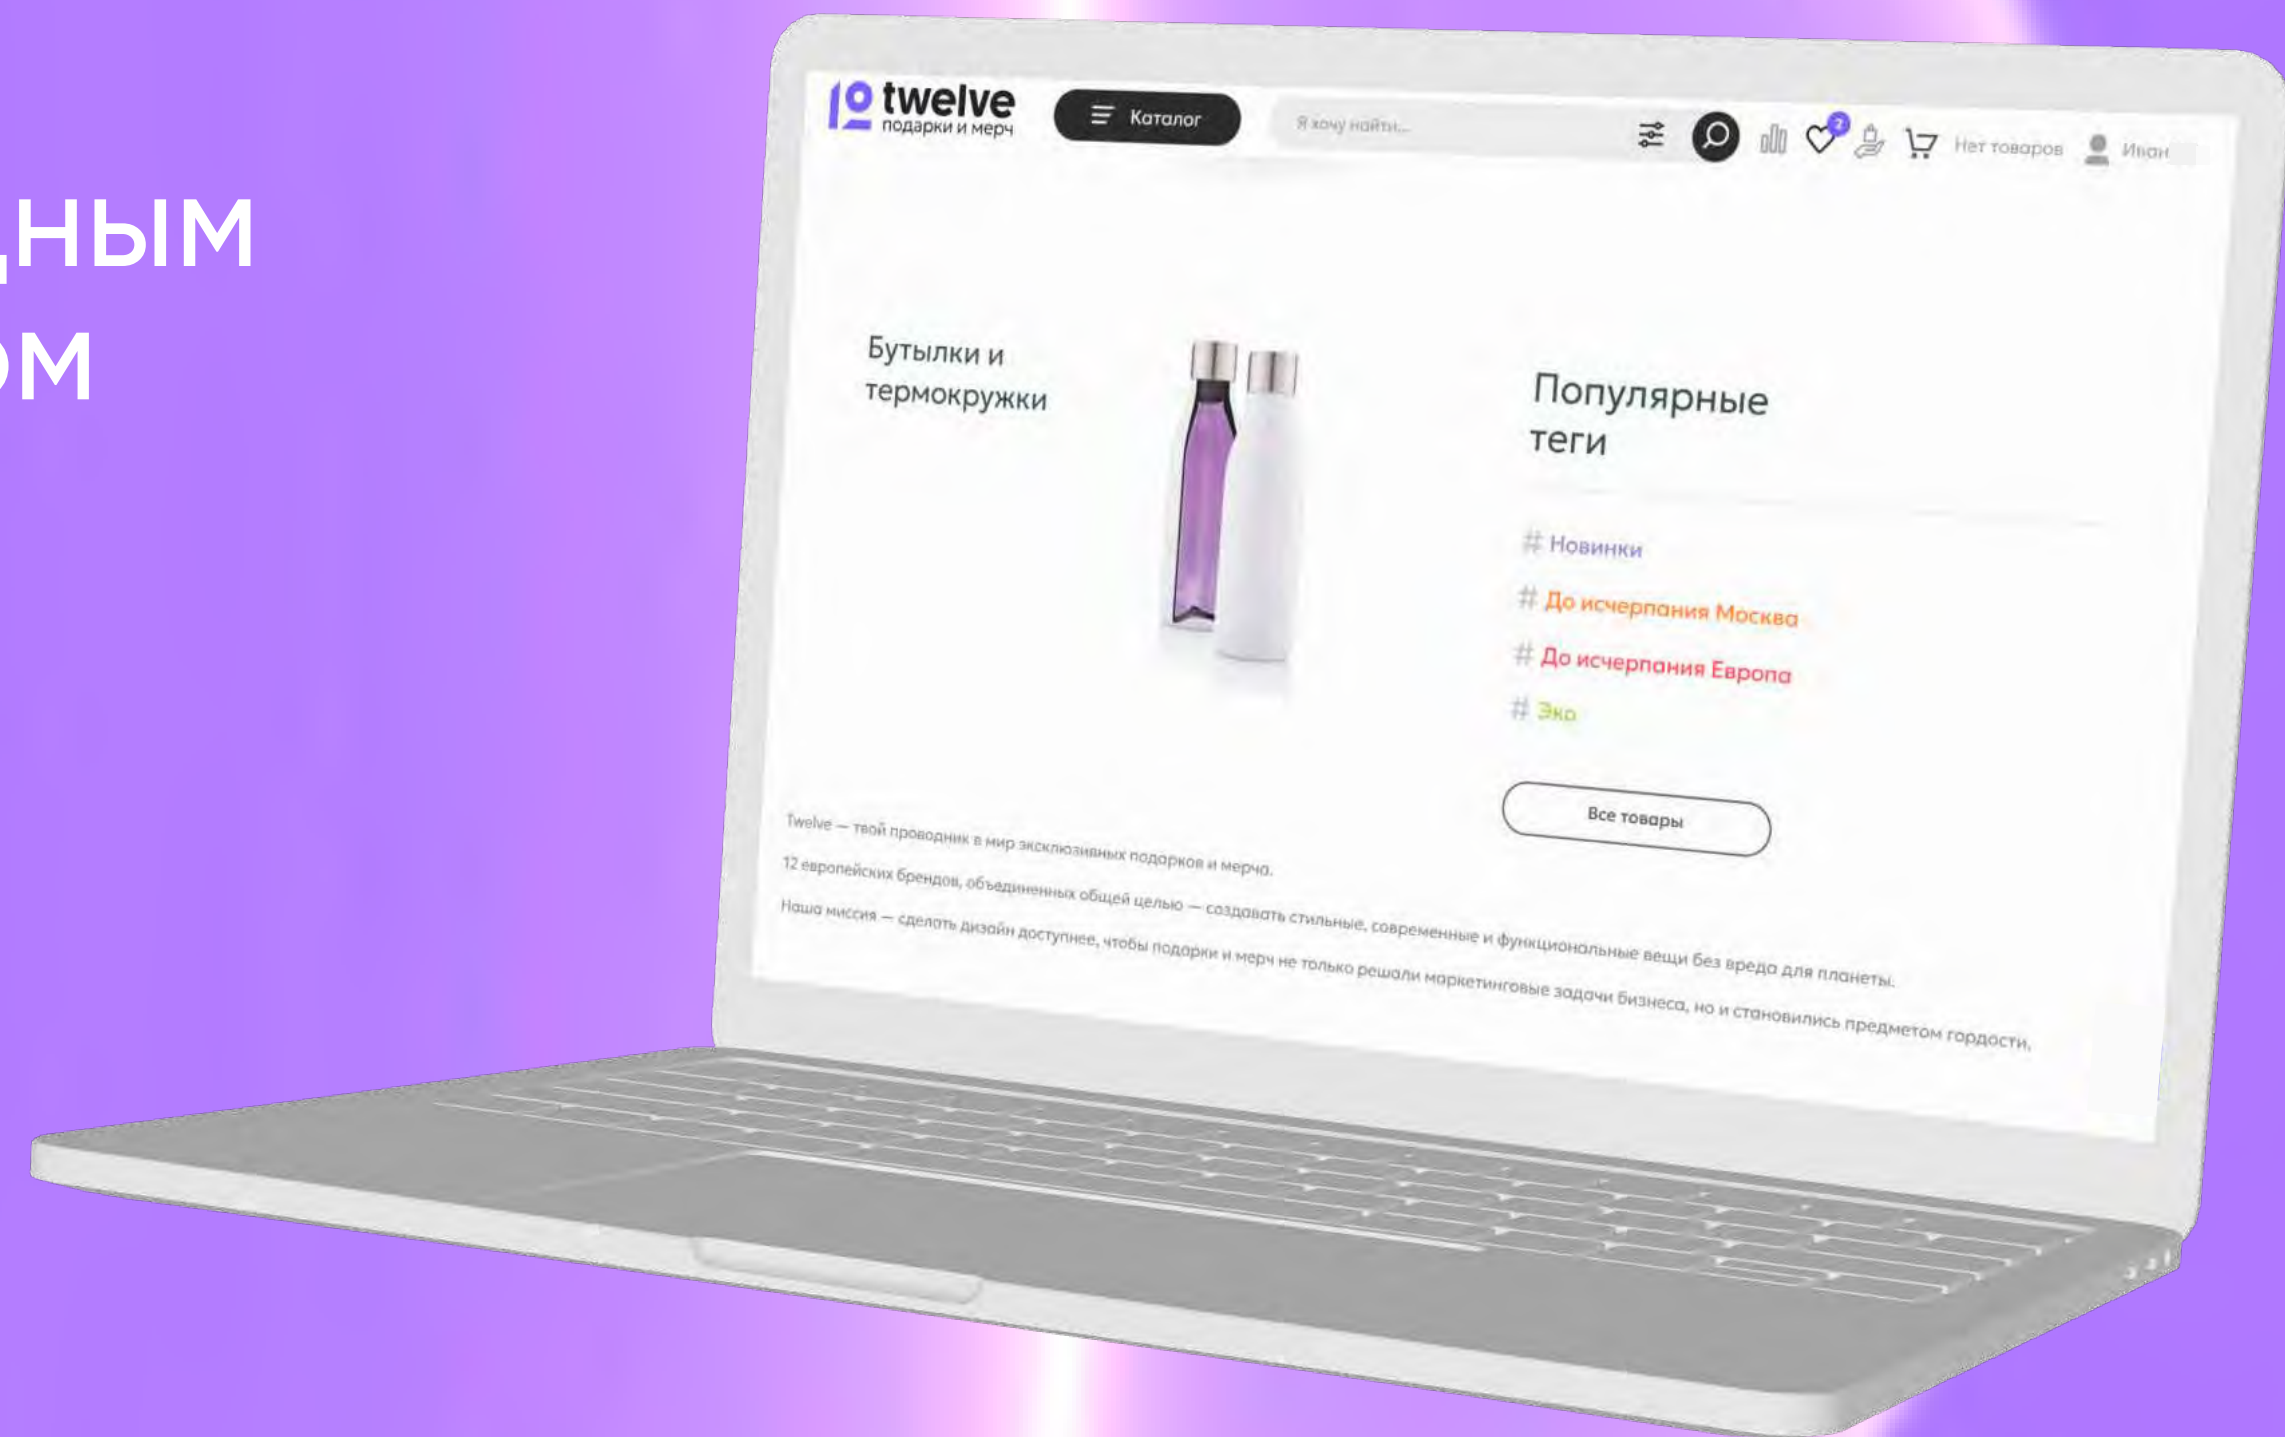 twelve
подарки и мерч
Каталог
Я хочу найти...
2
Нет товаров
Иван
Бутылки и
термокружки
Популярные
теги
# Новинки
# До исчерпания Москва
# До исчерпания Европа
# Эко
Все товары
Twelve — твой проводник в мир эксклюзивных подарков и мерча.
12 европейских брендов, объединенных общей целью — создавать стильные, современные и функциональные вещи без вреда для планеты.
Наша миссия — сделать дизайн доступнее, чтобы подарки и мерч не только решали маркетинговые задачи бизнеса, но и становились предметом гордости.